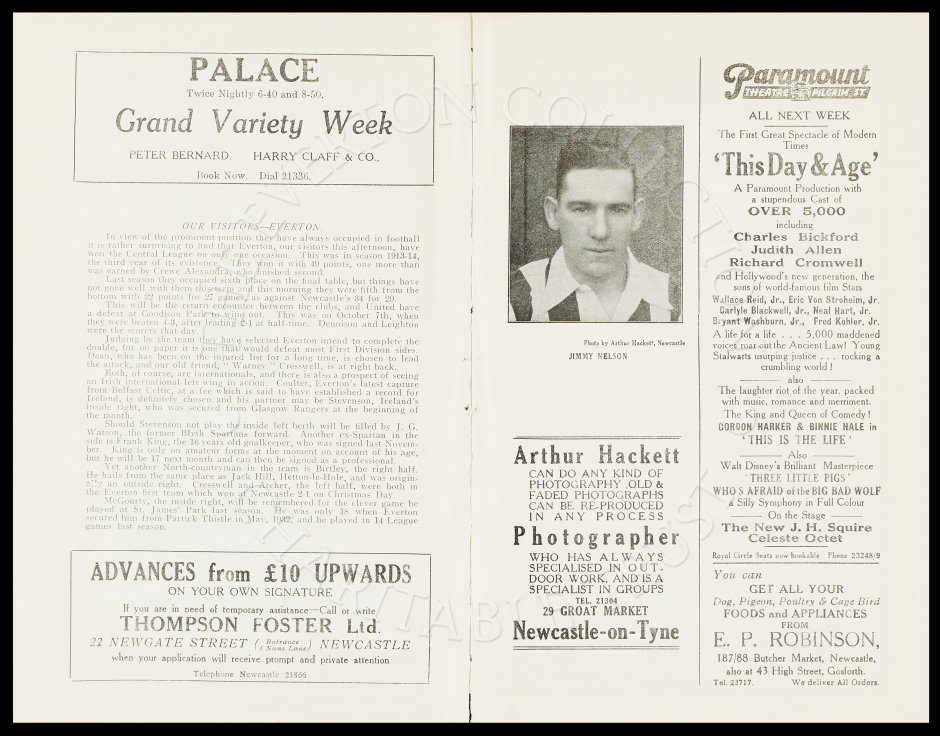 PALACE
Twice Nightly 6-40 and 8-50.
Grand Variety Week
PETER BERNARD. HARRY CLAFF & CO.,
Book Now. Dial 21336.
OUR VISITORS—EVERTON.
In view of the prominent position they have always occupied in football
it is rather surprising to find that Everton, our visitors this afternoon, have
won the Central League on only one occasion. This was in season 1913-14,
the third year of its existence. They won it with 49 points, one more than
was earned by Crewe Alexandra, who finished second.
Last season they occupied sixth place on the final table, but things have
not gone well with them this term and this morning they were fifth from the
bottom with 22 points for 27 games, as against Newcastle's 34 for 29.
This will be the return encounter between the clubs, and United have
a defeat at Goodison Park to wipe out. This was on October 7th, when
they were beaten 4-3, after leading 2-1 at half-time. Dennison and Leighton
were the scorers that day.
Judging by the team they have selected Everton intend to complete the
double, for on paper it is one that would defeat most First Division sides.
Dean, who has been on the injured list for a long time, is chosen to lead
the attack, and our old friend, "Warney" Cresswell, is at right back.
Both, of course, are internationals, and there is also a prospect of seeing
an Irish international left wing in action. Coulter, Everton's latest capture
from Belfast Celtic, at a fee which is said to have established a record for
Ireland, is definitely chosen and his partner may be Stevenson, Ireland's
inside right, who was secured from Glasgow Rangers at the beginning of
the month.
Should Stevenson not play the inside left berth will be filled by J. G.
Watson, the former Blyth Spartans forward. Another ex-Spartan in the
side is Frank King, the 16 years old goalkeeper, who was signed last Novem-
ber. King is only on amateur forms at the moment on account of his age,
but he will be 17 next month and can then be signed as a professional.
Yet another North-countryman in the team is Birtley, the right half.
He hails from the same place as Jack Hill, Hetton-le-Hole, and was origin-
ally an outside right. Cresswell and Archer, the left half, were both in
the Everton first team which won at Newcastle 2-1 on Christmas Day.
McGourty, the inside right, will be remembered for the clever game he
played at St. James' Park last season. He was only 18 when Everton
secured him from Partick Thistle in May, 1932, and he played in 14 League
games last season.
ADVANCES from £10 UPWARDS
ON YOUR OWN SIGNATURE
If you are in need of temporary assistance—Call or write
THOMPSON FOSTER Ltd.
22 NEWGATE STREET (Entrance 1 Nuns Lane) NEWCASTLE
when your application will receive prompt and private attention
Telephone Newcastle 21866
Photo by Arthur Hackett, Newcastle
JIMMY NELSON
Arthur Hackett
CAN DO ANY KIND OF
PHOTOGRAPHY, OLD &
FADED PHOTOGRAPHS
CAN BE RE-PRODUCED
IN ANY PROCESS
Photographer
WHO HAS ALWAYS
SPECIALISED IN OUT-
DOOR WORK, AND IS A
SPECIALIST IN GROUPS
TEL. 21304
29 GROAT MARKET
Newcastle-on-Tyne
Paramount
THEATRE PILGRIM ST.
ALL NEXT WEEK
The First Great Spectacle of Modern
Times
'This Day & Age'
A Paramount Production with
a stupendous Cast of
OVER 5,000
including
Charles Bickford
Judith Allen
Richard Cromwell
and Hollywood's new generation, the
sons of world-famous film Stars
Wallace Reid, Jr., Eric Von Stroheim, Jr.
Carlyle Blackwell, Jr., Neal Hart, Jr.
Bryant Washburn, Jr., Fred Kohler, Jr.
A life for a life . . . 5,000 maddened
voices roar out the Ancient Law! Young
Stalwarts usurping justice . . . rocking a
crumbling world!
also
The laughter riot of the year, packed
with music, romance and merriment.
The King and Queen of Comedy!
GORDON HARKER & BINNIE HALE in
'THIS IS THE LIFE'
Also
Walt Disney's Brilliant Masterpiece
'THREE LITTLE PIGS'
WHO'S AFRAID of the BIG BAD WOLF
A Silly Symphony in Full Colour
On the Stage
The New J. H. Squire
Celeste Octet
Royal Circle Seats now bookable Phone 23248/9
You can
GET ALL YOUR
Dog, Pigeon, Poultry & Cage Bird
FOODS and APPLIANCES
FROM
E. P. ROBINSON,
187/88 Butcher Market, Newcastle,
also at 43 High Street, Gosforth.
Tel. 23717. We deliver All Orders.